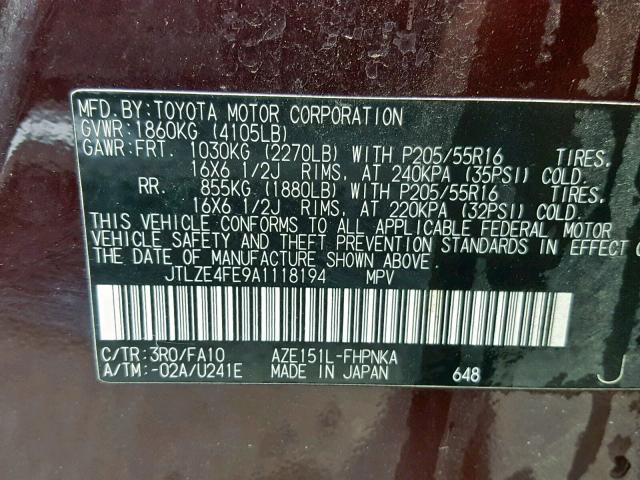 MFD.BY:TOYOTA MOTOR CORPORATION
GVWR:1860KG (4105LB)
GAWR:FRT. 1030KG (2270LB) WITH P205/55R16 TIRES,
16X6 1/2J RIMS, AT 240KPA (35PSI) COLD.
RR. 855KG (1880LB) WITH P205/55R16 TIRES,
16X6 1/2J RIMS, AT 220KPA (32PSI) COLD.
THIS VEHICLE CONFORMS TO ALL APPLICABLE FEDERAL MOTOR
VEHICLE SAFETY AND THEFT PREVENTION STANDARDS IN EFFECT
THE DATE OF MANUFACTURE SHOWN ABOVE.
JTLZE4FE9A1118194 MPV
C/TR:3R0/FA10 AZE151L-FHPNKA
A/TM:-02A/U241E MADE IN JAPAN 648 J